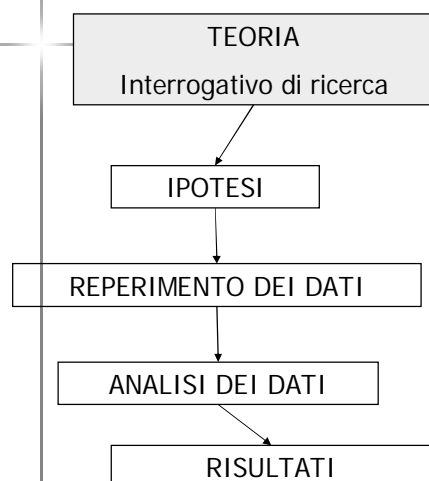 TEORIA
Interrogativo di ricerca
IPOTESI
REPERIMENTO DEI DATI
ANALISI DEI DATI
RISULTATI